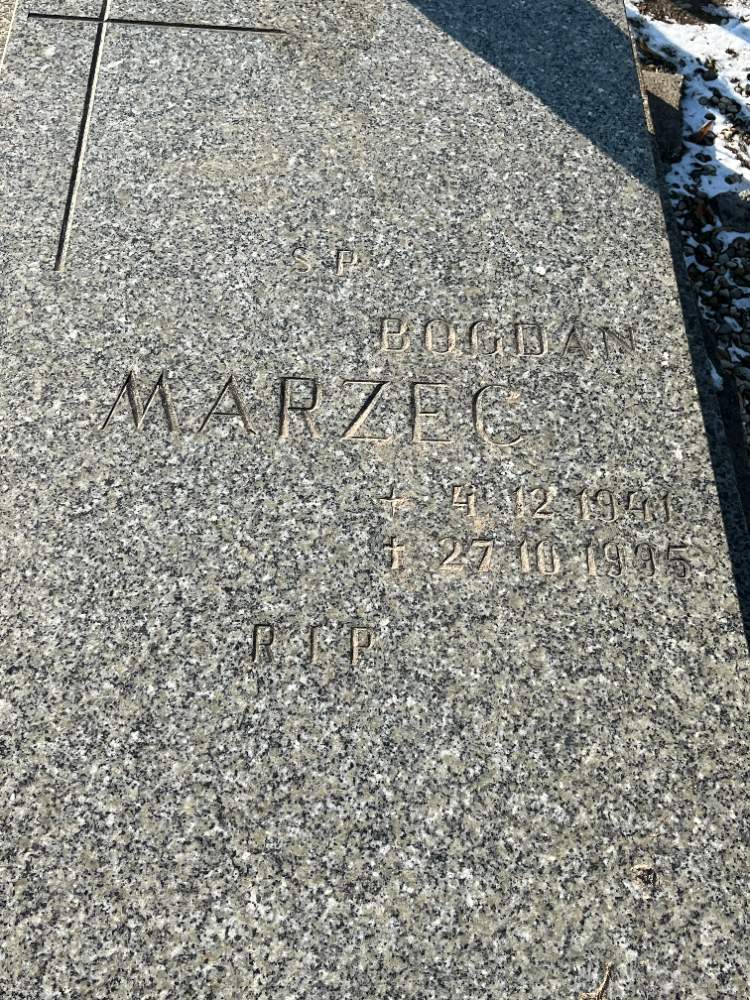 S P
BOGDAN
MARZEC
+ 4 12 1941
† 27 10 1995
R I P